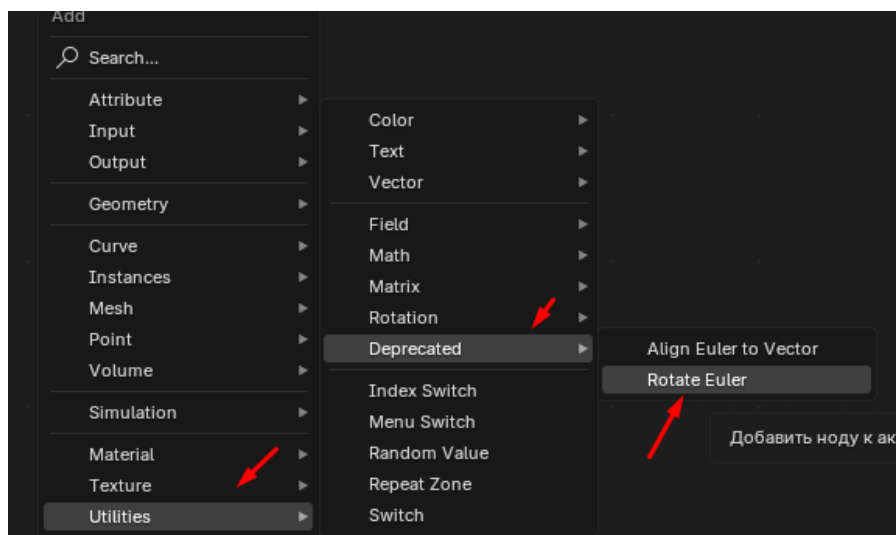 Add
Search...
Attribute
Input
Output
Geometry
Curve
Instances
Mesh
Point
Volume
Simulation
Material
Texture
Utilities
Color
Text
Vector
Field
Math
Matrix
Rotation
Deprecated
Index Switch
Menu Switch
Random Value
Repeat Zone
Switch
Align Euler to Vector
Rotate Euler
Добавить ноду к ак